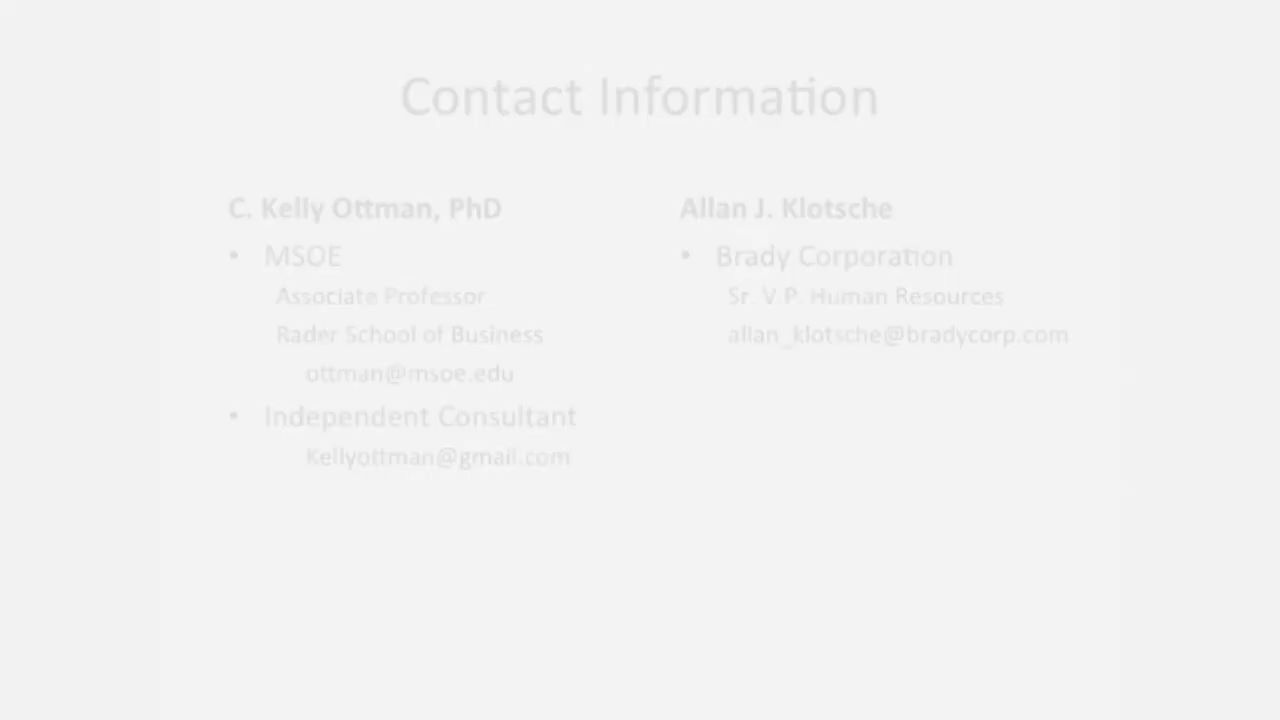 Contact Information
C. Kelly Ottman, PhD
• MSOE
Associate Professor
Rader School of Business
ottman@msoe.edu
• Independent Consultant
Kellyottman@gmail.com
Allan J. Klotsche
• Brady Corporation
Sr. V.P. Human Resources
allan_klotsche@bradycorp.com